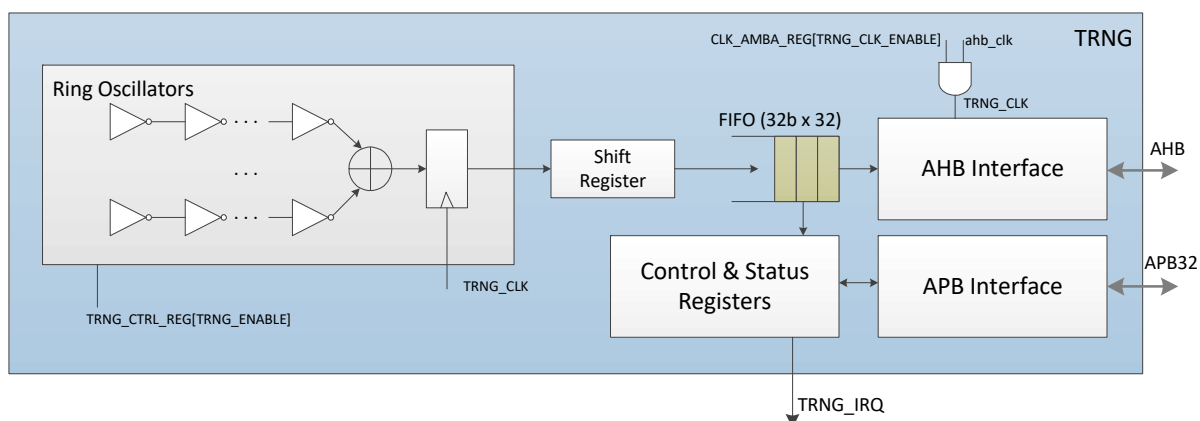 CLK_AMBA_REG[TRNG_CLK_ENABLE]
ahb_clk
TRNG
Ring Oscillators
. . .
. . .
. . .
TRNG_CLK
FIFO (32b x 32)
Shift
Register
AHB Interface
AHB
Control & Status
Registers
APB Interface
APB32
TRNG_CLK
TRNG_CTRL_REG[TRNG_ENABLE]
TRNG_IRQ